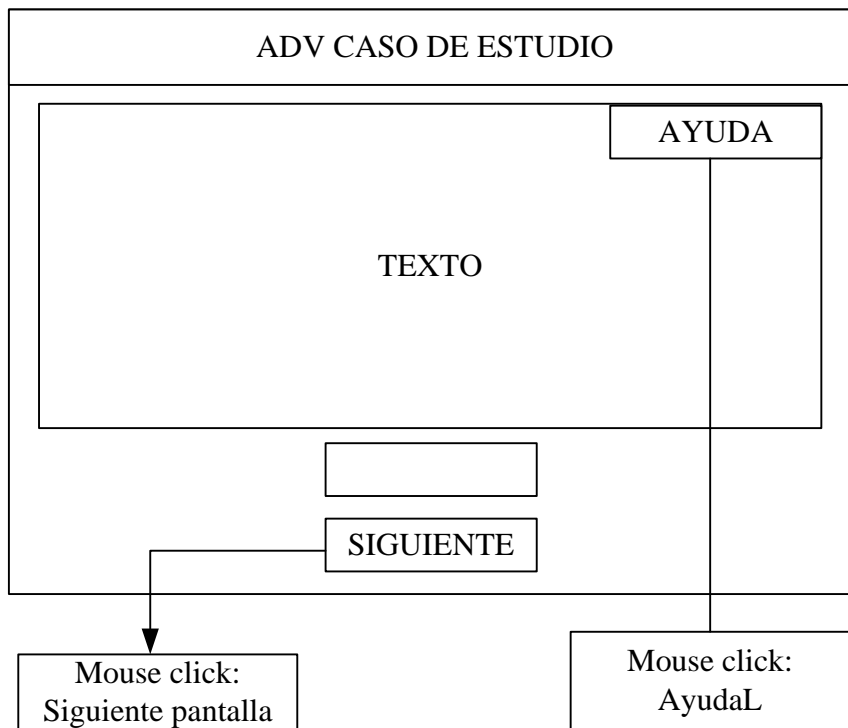 ADV CASO DE ESTUDIO
AYUDA
TEXTO
SIGUIENTE
Mouse click:
Siguiente pantalla
Mouse click:
AyudaL